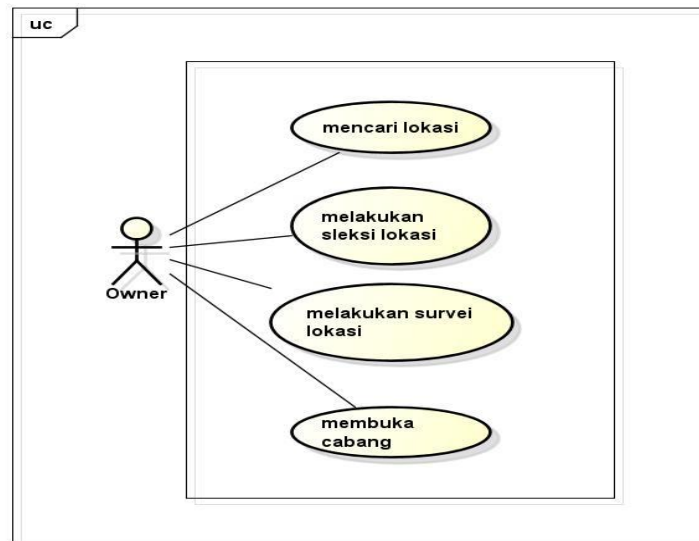 uc
mencari lokasi
melakukan
sleksi lokasi
Owner
melakukan survei
lokasi
membuka
cabang